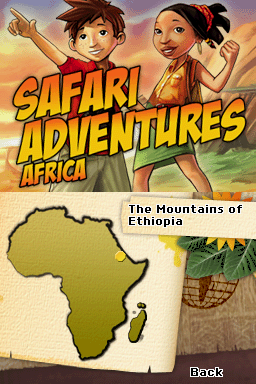 SAFARI
ADVENTURES
AFRICA
The Mountains of
Ethiopia
Back